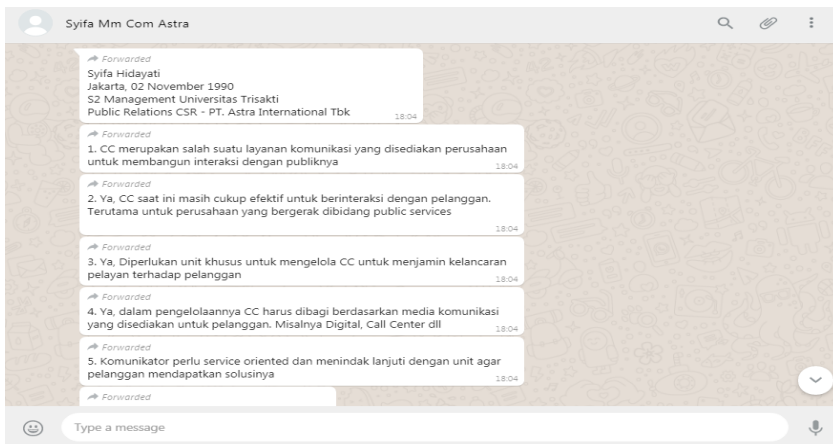 Syifa Mm Com Astra
Forwarded
Syifa Hidayati
Jakarta, 02 November 1990
S2 Management Universitas Trisakti
Public Relations CSR - PT. Astra International Tbk
18:04
Forwarded
1. CC merupakan salah suatu layanan komunikasi yang disediakan perusahaan
untuk membangun interaksi dengan publiknya
18:04
Forwarded
2. Ya, CC saat ini masih cukup efektif untuk berinteraksi dengan pelanggan.
Terutama untuk perusahaan yang bergerak dibidang public services
18:04
Forwarded
3. Ya, Diperlukan unit khusus untuk mengelola CC untuk menjamin kelancaran
pelayan terhadap pelanggan
18:04
Forwarded
4. Ya, dalam pengelolaannya CC harus dibagi berdasarkan media komunikasi
yang disediakan untuk pelanggan. Misalnya Digital, Call Center dll
18:04
Forwarded
5. Komunikator perlu service oriented dan menindak lanjuti dengan unit agar
pelanggan mendapatkan solusinya
18:04
Forwarded
Type a message